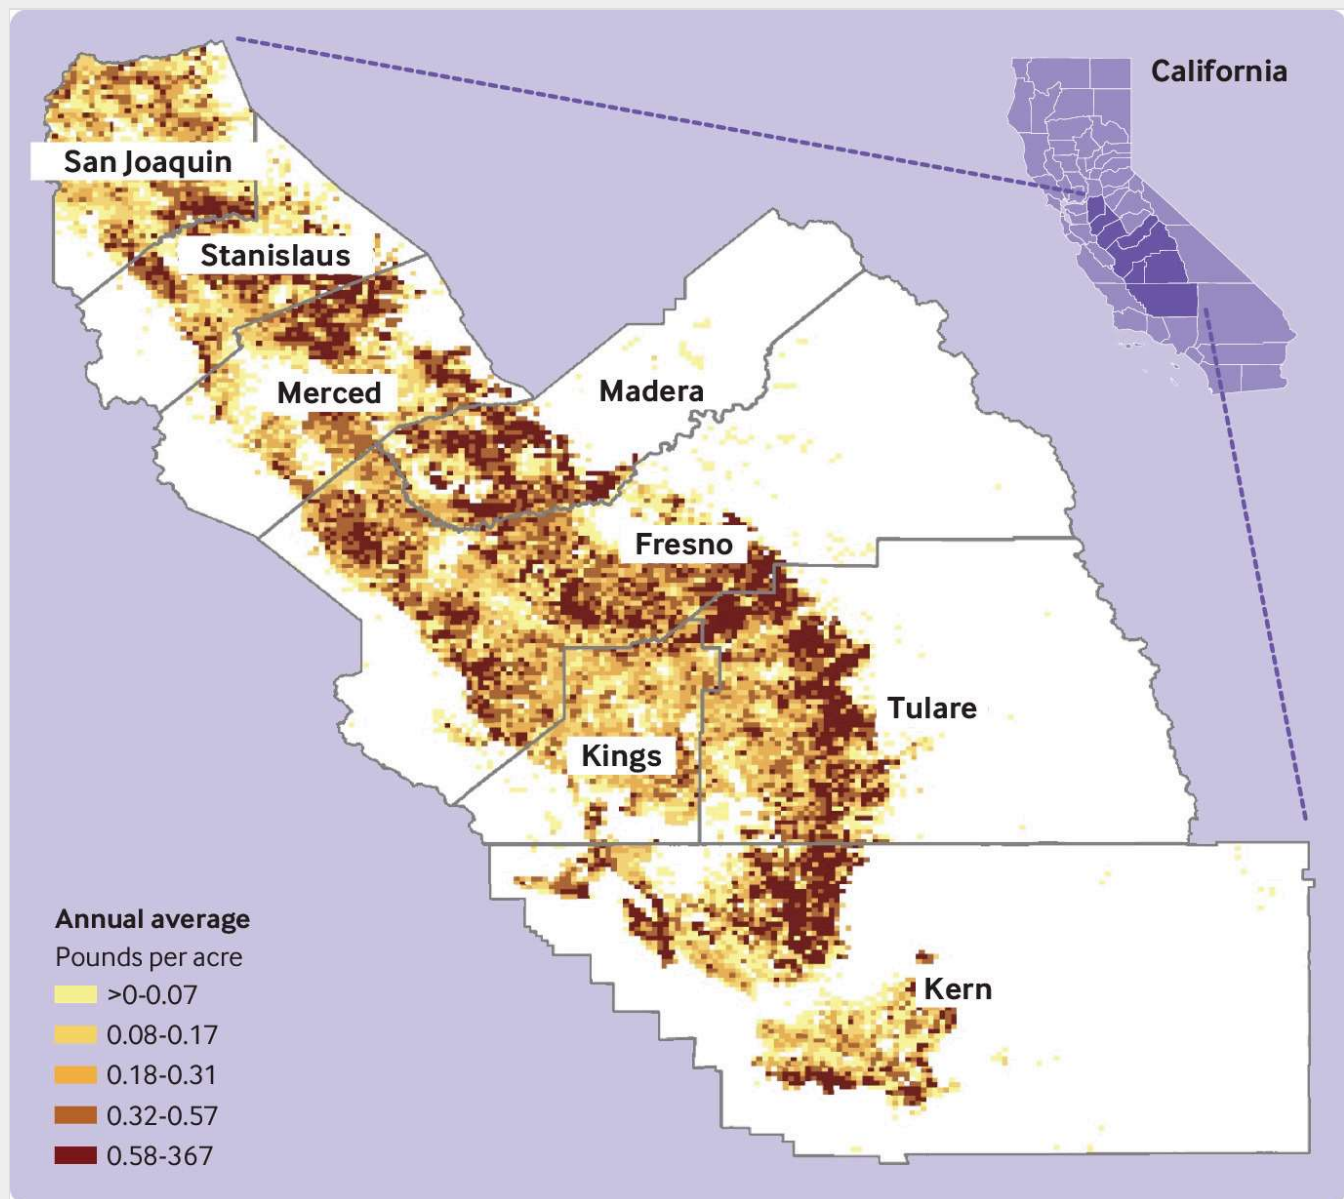 California
San Joaquin
Stanislaus
Merced
Madera
Fresno
Tulare
Kings
Kern
Annual average
Pounds per acre
>0-0.07
0.08-0.17
0.18-0.31
0.32-0.57
0.58-367